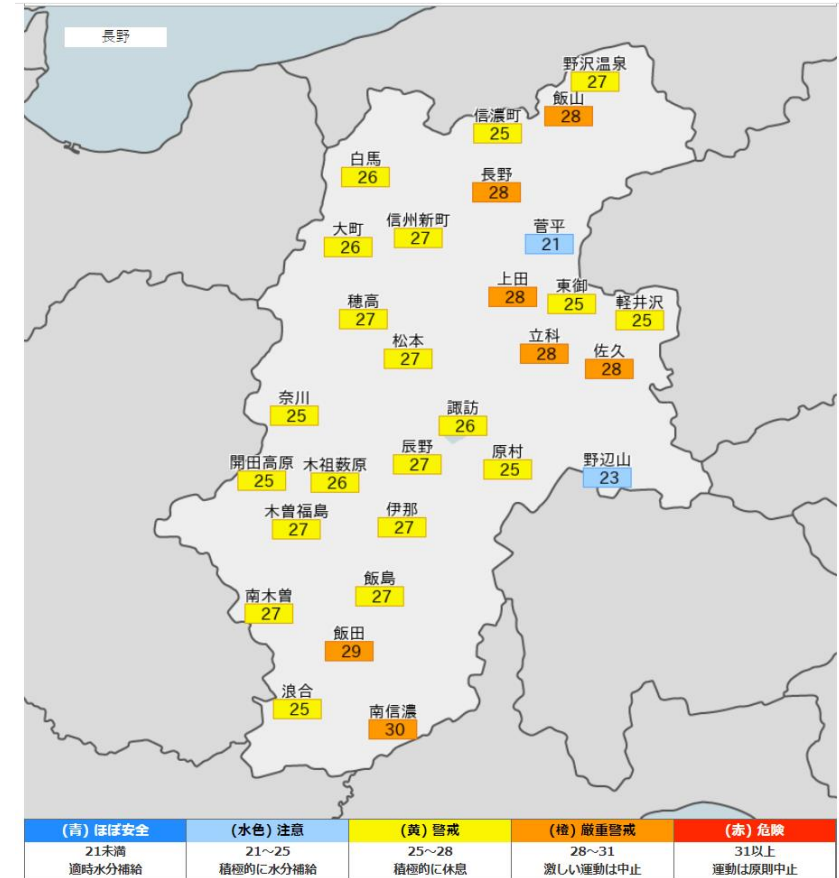 長野
野沢温泉
27
飯山
28
信濃町
25
白馬
26
長野
28
信州新町
27
大町
26
菅平
21
上田
28
東御
25
軽井沢
25
穂高
27
松本
27
立科
28
佐久
28
奈川
25
諏訪
26
辰野
27
原村
25
野辺山
23
開田高原
25
木祖薮原
26
木曽福島
27
伊那
27
飯島
27
南木曽
27
飯田
29
浪合
25
南信濃
30
(青) ほぼ安全 (水色) 注意 (黄) 警戒 (橙) 厳重警戒 (赤) 危険
21未満 21～25 25～28 28～31 31以上
適時水分補給 積極的に水分補給 積極的に休息 激しい運動は中止 運動は原則中止